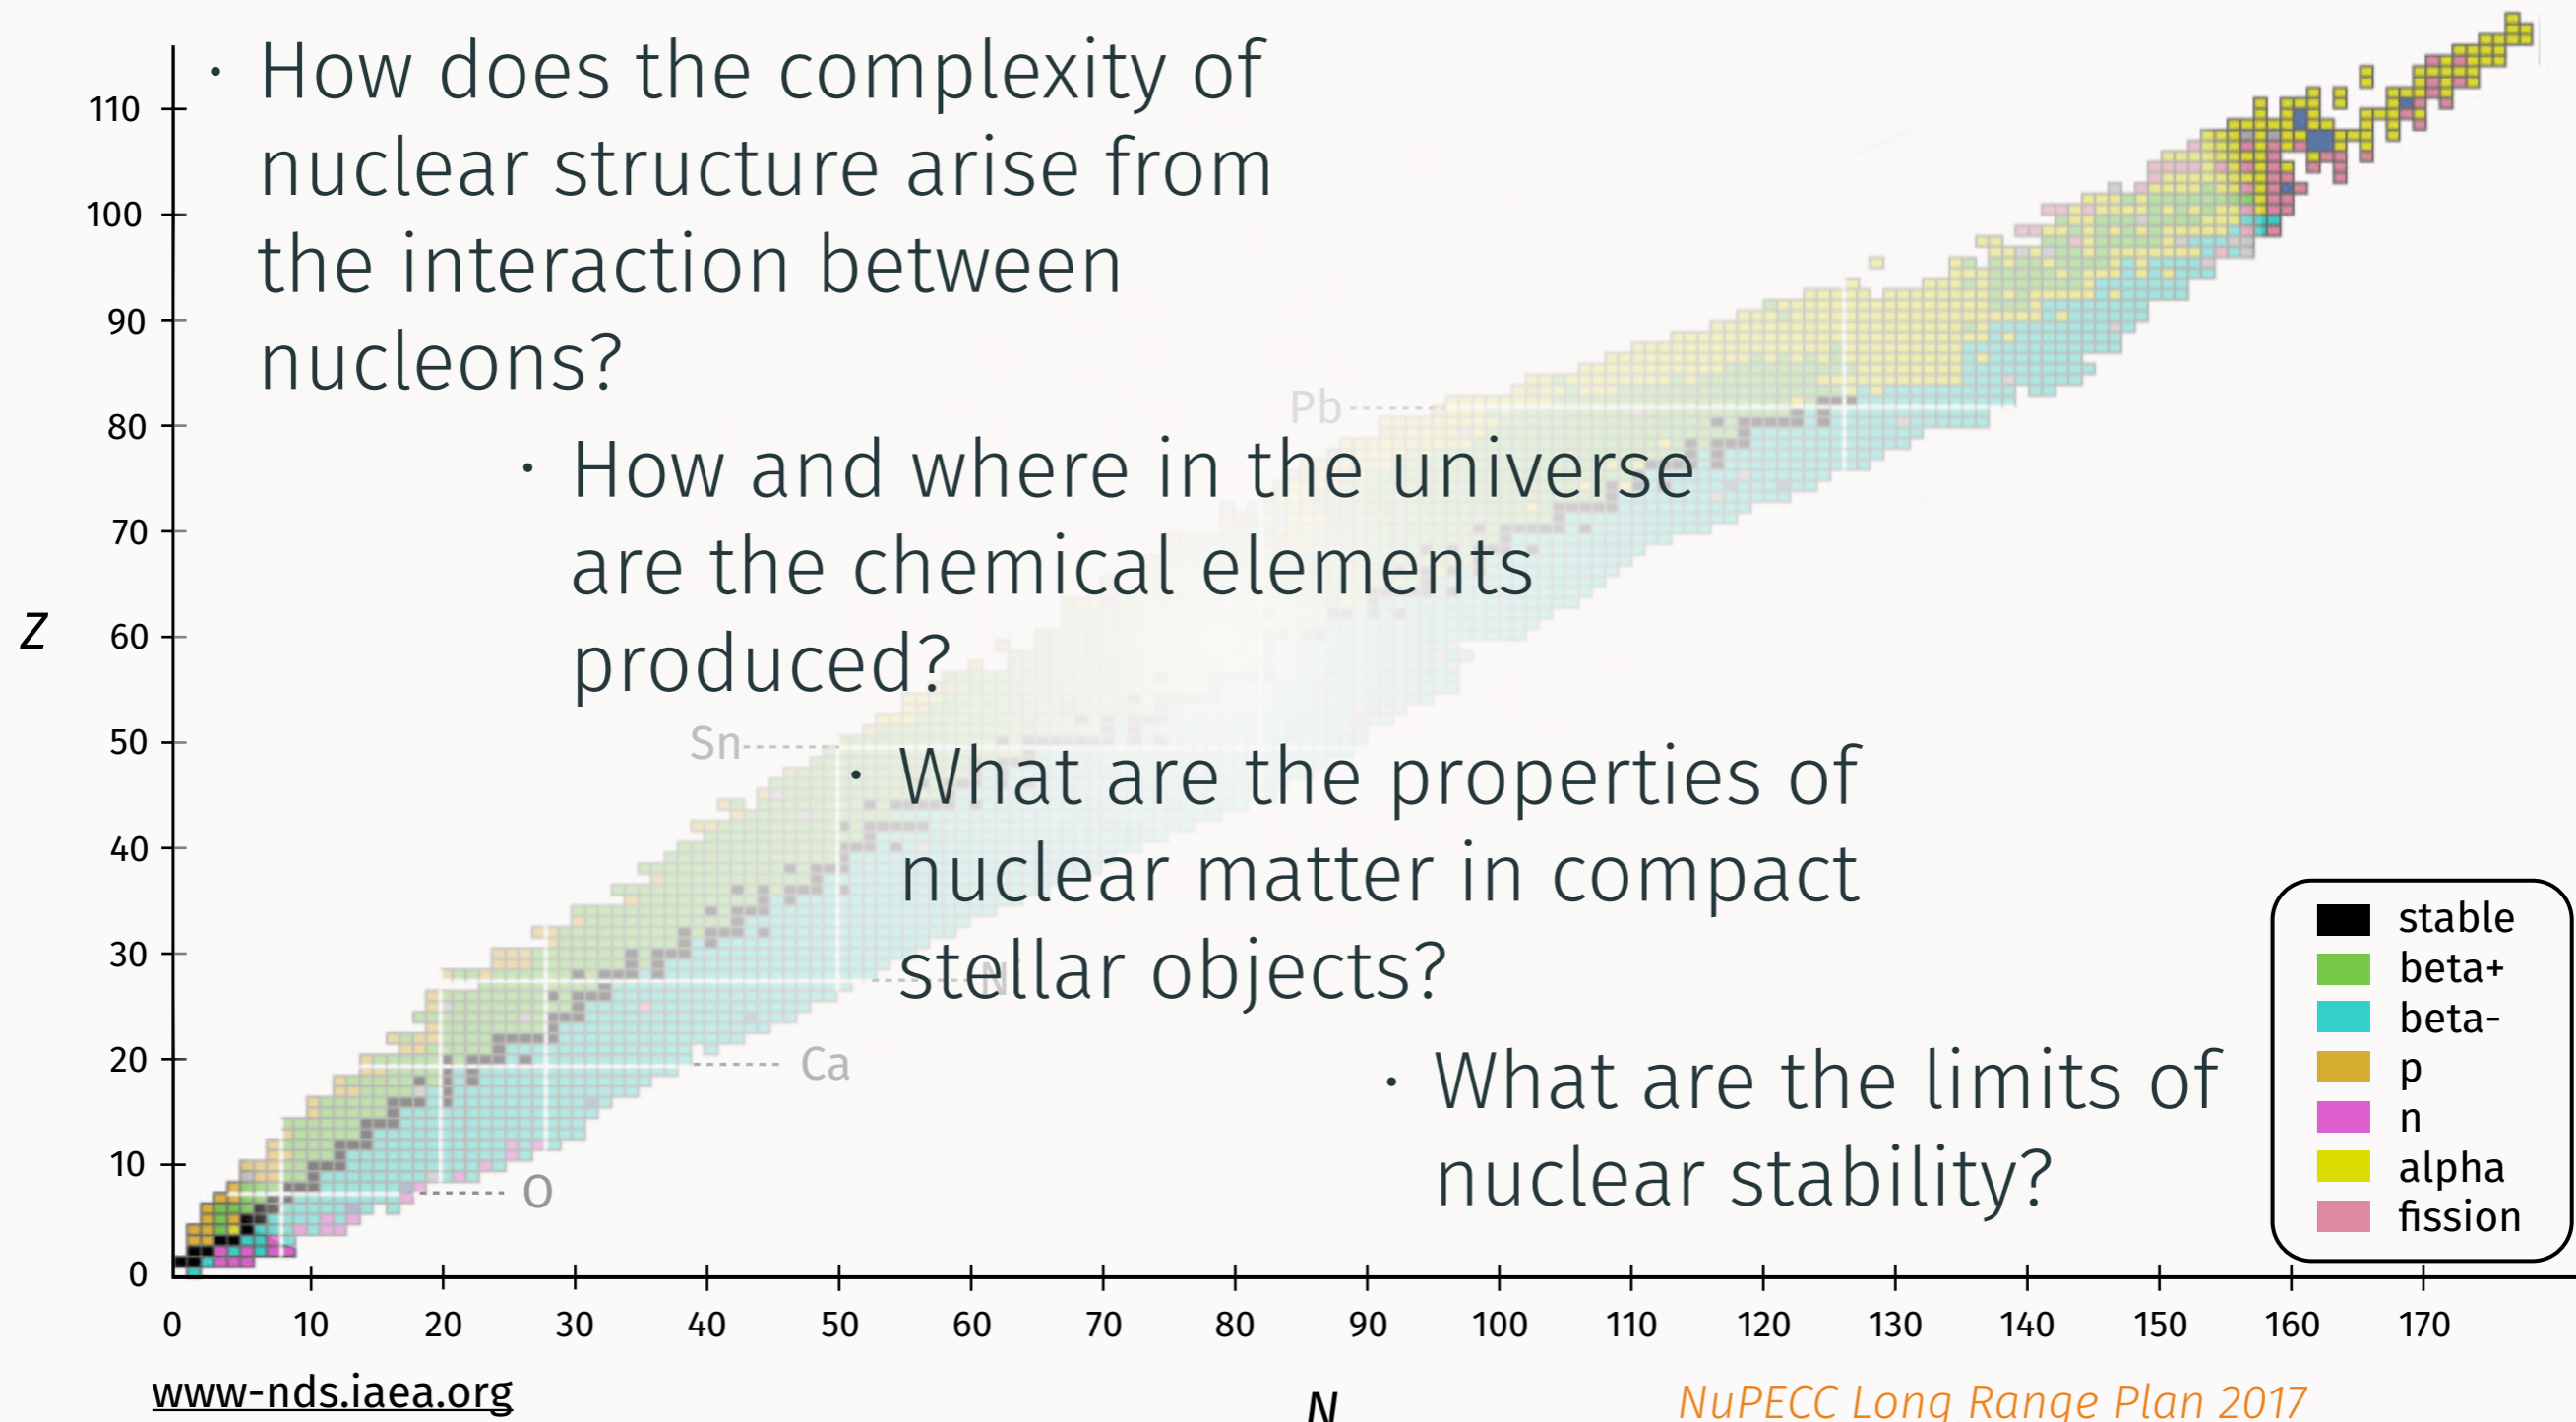 · How does the complexity of
nuclear structure arise from
the interaction between
nucleons?
· How and where in the universe
are the chemical elements
produced?
· What are the properties of
nuclear matter in compact
stellar objects?
· What are the limits of
nuclear stability?
Z
110
100
90
80
70
60
50
40
30
20
10
0
Pb
Sn
Ca
O
stable
beta+
beta-
p
n
alpha
fission
0 10 20 30 40 50 60 70 80 90 100 110 120 130 140 150 160 170
N
www-nds.iaea.org
NuPECC Long Range Plan 2017